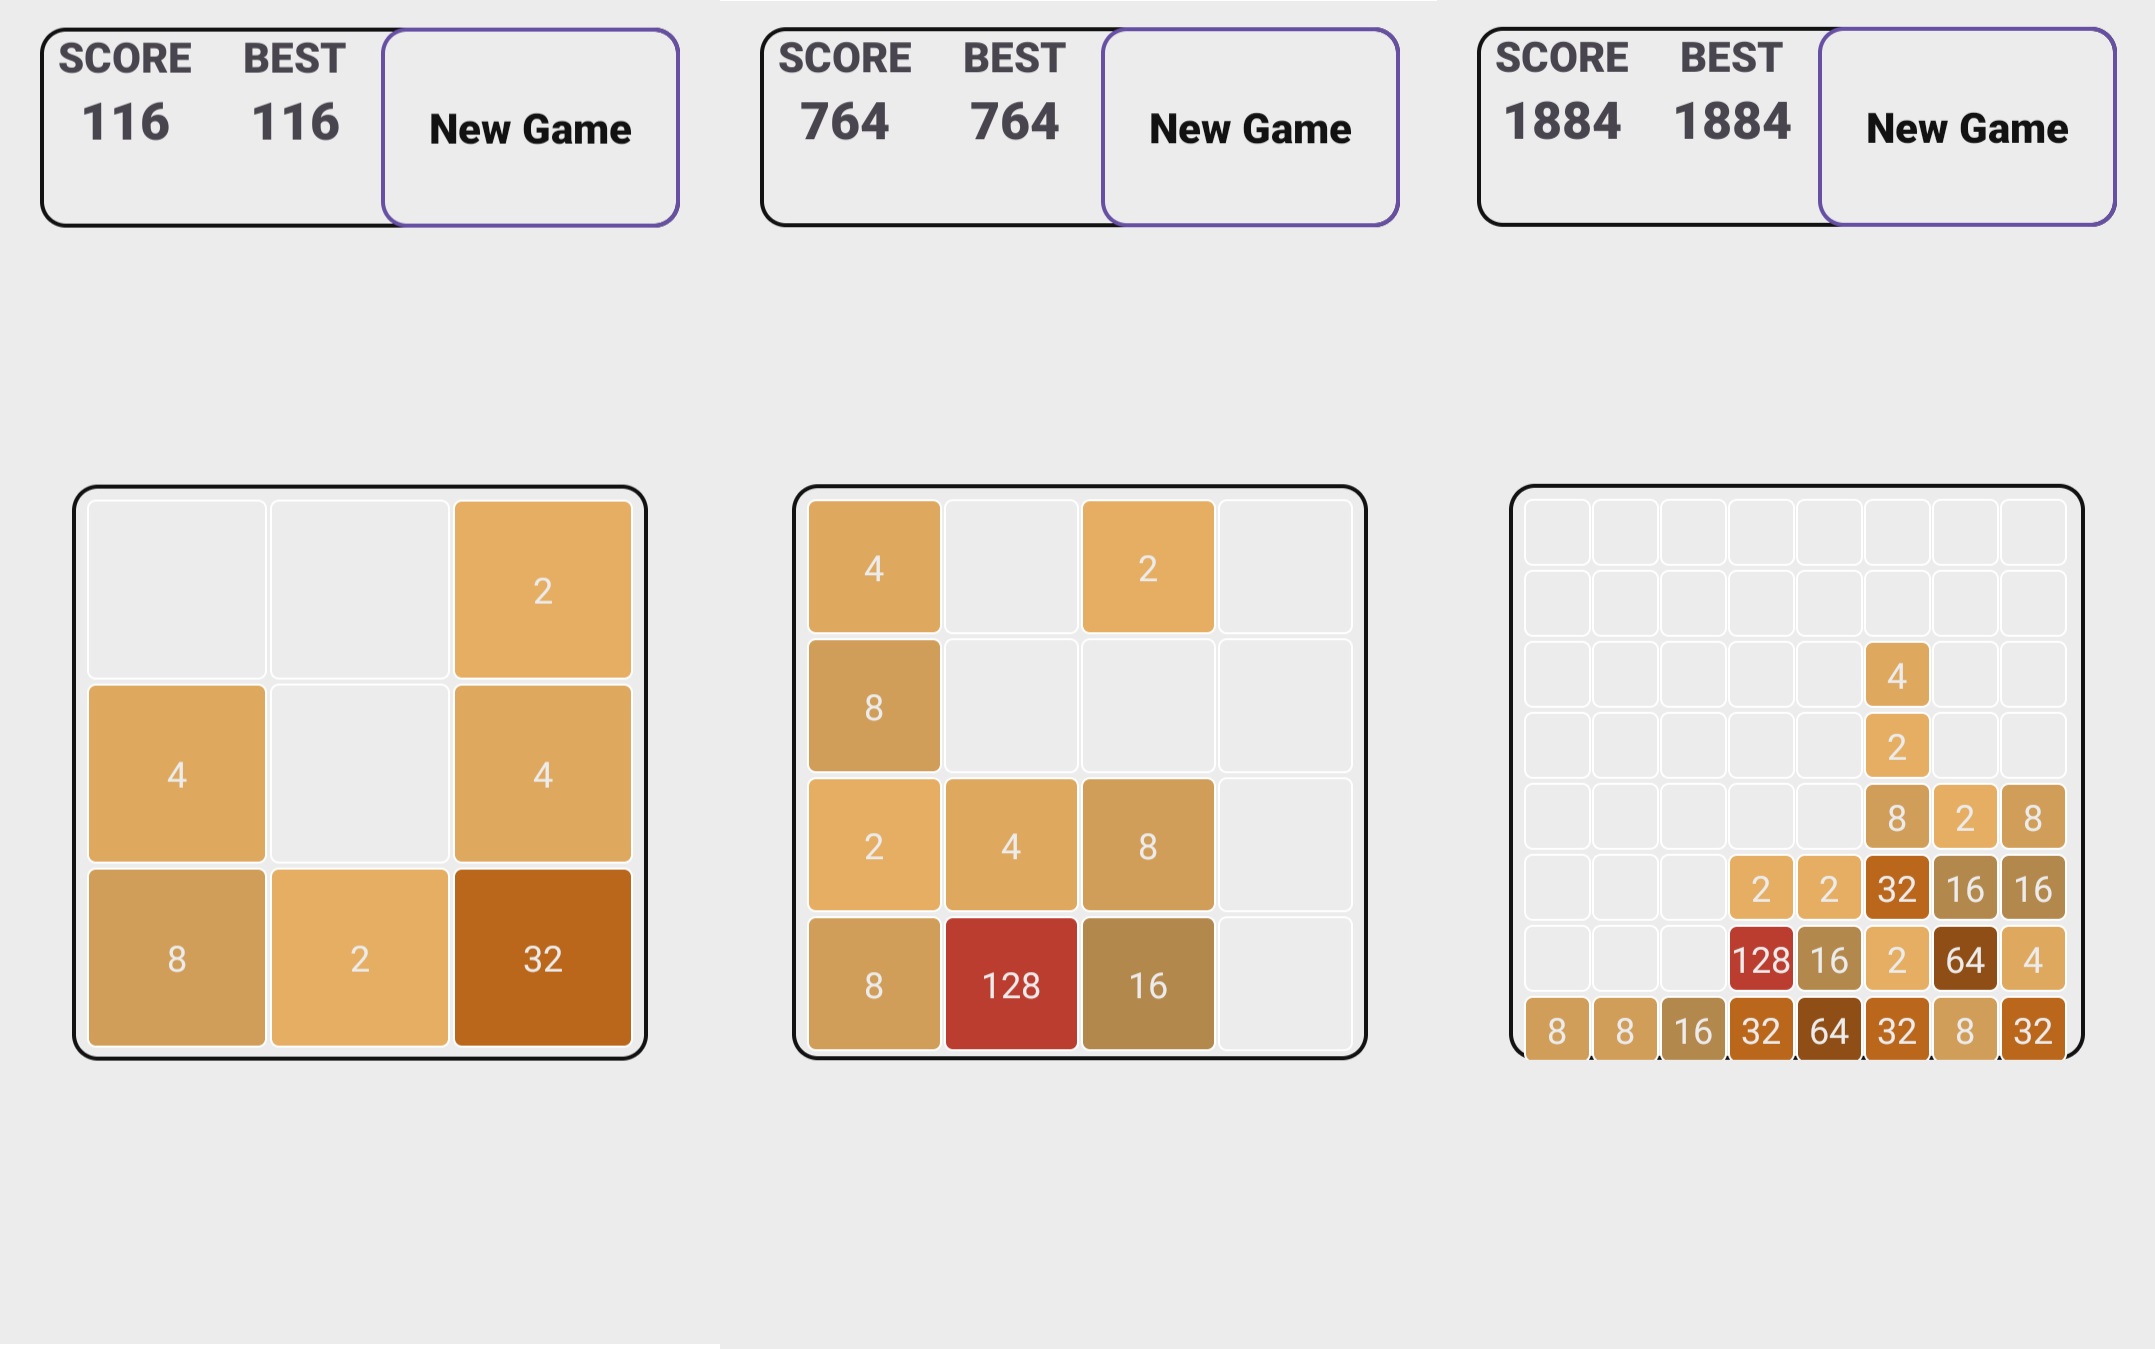 SCORE BEST
116 116
New Game
2
4 4
8 2 32
SCORE BEST
764 764
New Game
4 2
8
2 4 8
8 128 16
SCORE BEST
1884 1884
New Game
4
2
8 2 8
2 2 32 16 16
128 16 2 64 4
8 8 16 32 64 32 8 32